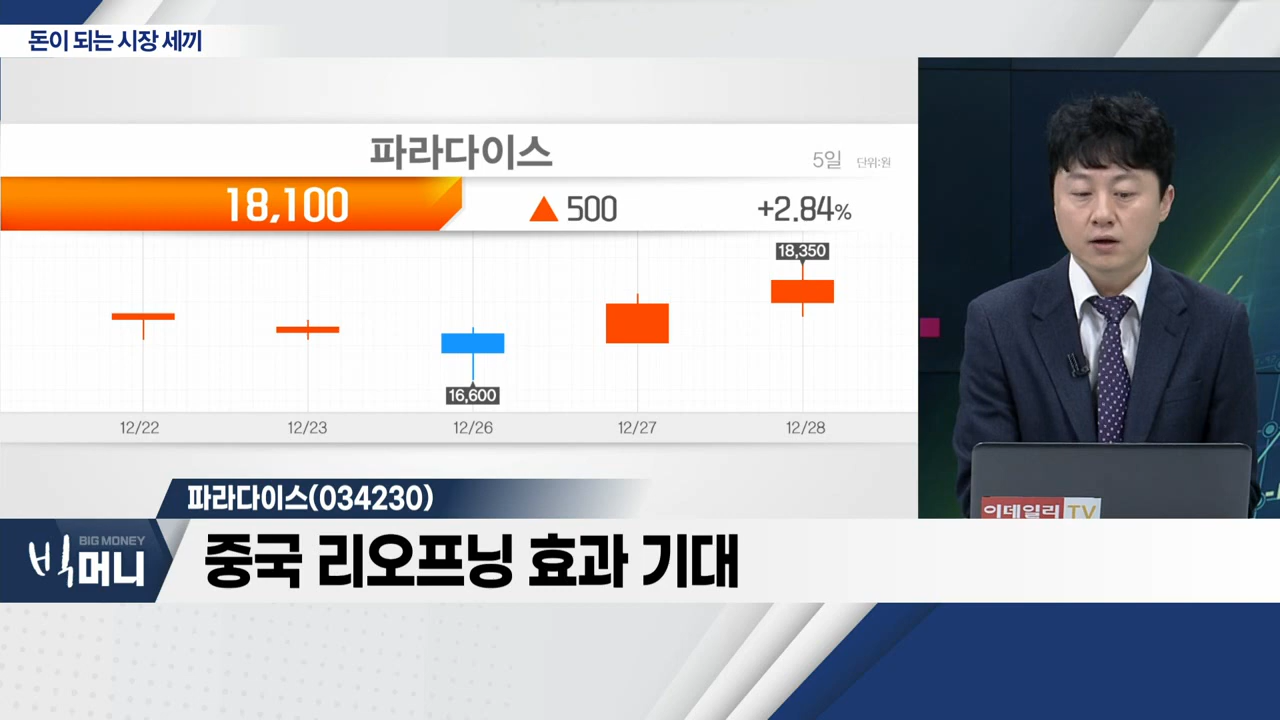 돈이 되는 시장 세끼
파라다이스
5일 단위:원
18,100 ▲ 500 +2.84%
18,350
16,600
12/22 12/23 12/26 12/27 12/28
파라다이스(034230)
BIG MONEY
빅머니
중국 리오프닝 효과 기대
이데일리TV